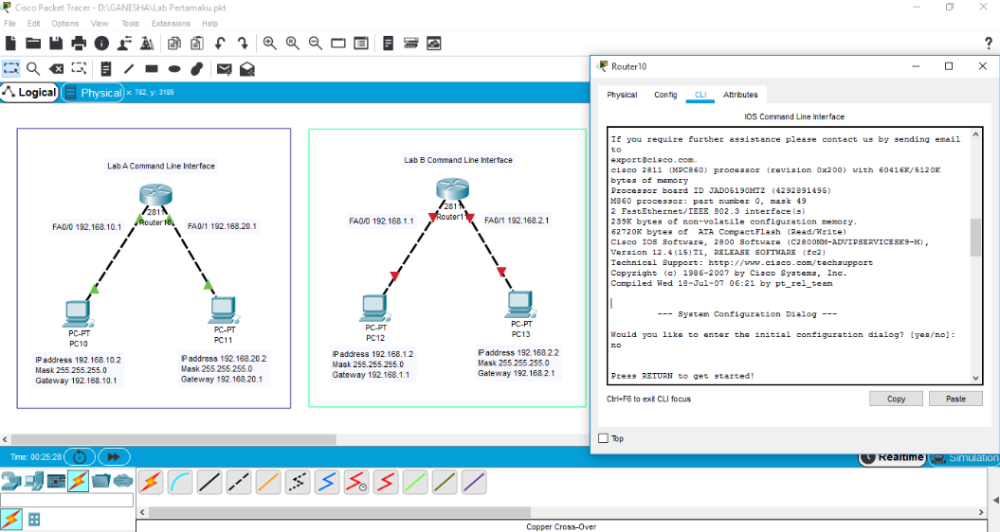 Cisco Packet Tracer - D:\GANESHA\Lab Pertamaku.pkt
File Edit Options View Tools Extensions Help
Logical Physical x: 782, y: 3189
Lab A Command Line Interface
2811
Router10
FA0/0 192.168.10.1
FA0/1 192.168.20.1
PC-PT
PC10
PC-PT
PC11
IP address 192.168.10.2
Mask 255.255.255.0
Gateway 192.168.10.1
IP address 192.168.20.2
Mask 255.255.255.0
Gateway 192.168.20.1
Lab B Command Line Interface
2811
Router11
FA0/0 192.168.1.1
FA0/1 192.168.2.1
PC-PT
PC12
PC-PT
PC13
IP address 192.168.1.2
Mask 255.255.255.0
Gateway 192.168.1.1
IP address 192.168.2.2
Mask 255.255.255.0
Gateway 192.168.2.1
Router10
Physical Config CLI Attributes
IOS Command Line Interface
If you require further assistance please contact us by sending email
to
export@cisco.com.
cisco 2811 (MPC860) processor (revision 0x200) with 60416K/5120K
bytes of memory
Processor board ID JAD05190MTZ (4292891495)
M860 processor: part number 0, mask 49
2 FastEthernet/IEEE 802.3 interface(s)
239K bytes of non-volatile configuration memory.
62720K bytes of ATA CompactFlash (Read/Write)
Cisco IOS Software, 2800 Software (C2800NM-ADVIPSERVICESK9-M),
Version 12.4(15)T1, RELEASE SOFTWARE (fc2)
Technical Support: http://www.cisco.com/techsupport
Copyright (c) 1986-2007 by Cisco Systems, Inc.
Compiled Wed 18-Jul-07 06:21 by pt_rel_team
--- System Configuration Dialog ---
Would you like to enter the initial configuration dialog? [yes/no]:
no
Press RETURN to get started!
Ctrl+F6 to exit CLI focus
Copy Paste
Top
Time: 00:25:28
Realtime Simulation
Copper Cross-Over